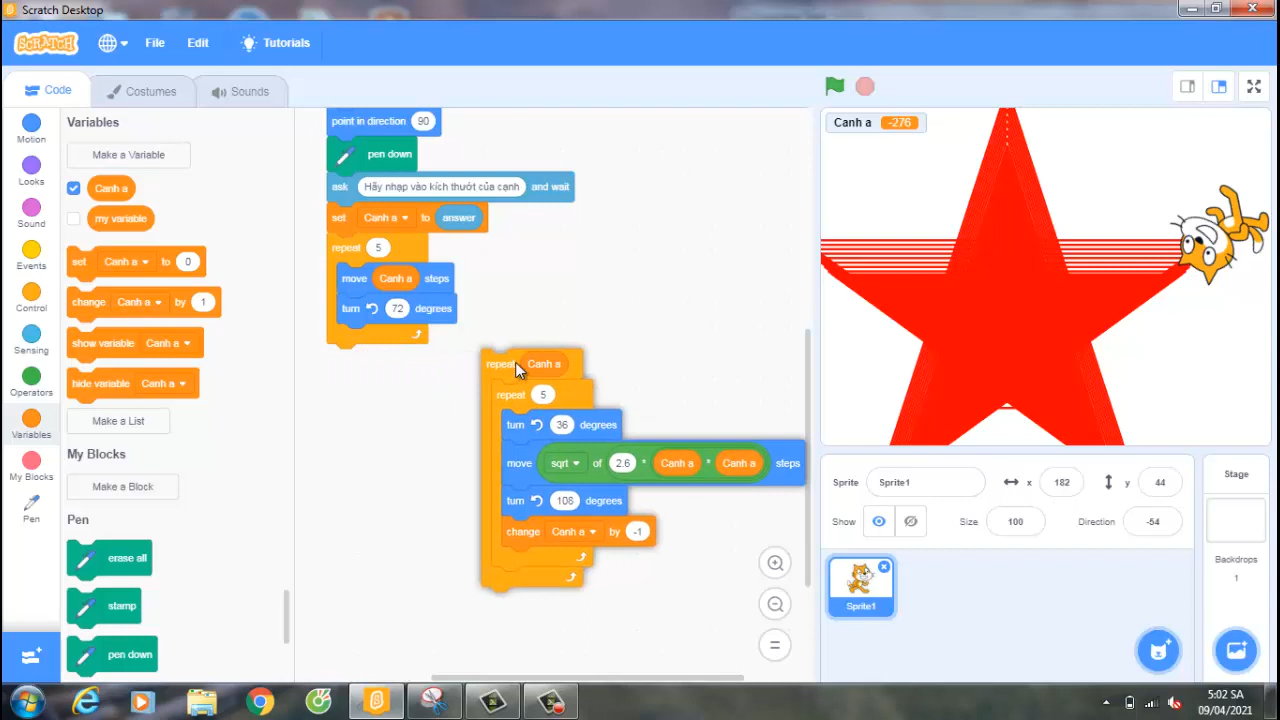 Scratch Desktop
SCRATCH File Edit Tutorials
Code Costumes Sounds
Motion
Looks
Sound
Events
Control
Sensing
Operators
Variables
My Blocks
Pen
Variables
Make a Variable
Canh a
my variable
set Canh a to 0
change Canh a by 1
show variable Canh a
hide variable Canh a
Make a List
My Blocks
Make a Block
Pen
erase all
stamp
pen down
point in direction 90
pen down
ask Hãy nhạp vào kích thướt của cạnh and wait
set Canh a to answer
repeat 5
move Canh a steps
turn 72 degrees
repeat Canh a
repeat 5
turn 36 degrees
move sqrt of 2.6 * Canh a * Canh a steps
turn 108 degrees
change Canh a by -1
Canh a -276
Sprite Sprite1 x 182 y 44
Show Size 100 Direction -54
Sprite1
Stage
Backdrops
1
5:02 SA
09/04/2021